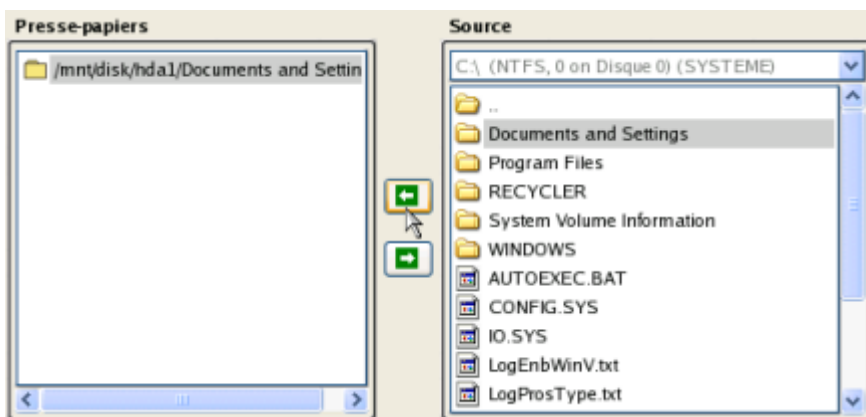 Presse-papiers
/mnt/disk/hda1/Documents and Settin
Source
C:\ (NTFS, 0 on Disque 0) (SYSTEME)
..
Documents and Settings
Program Files
RECYCLER
System Volume Information
WINDOWS
AUTOEXEC.BAT
CONFIG.SYS
IO.SYS
LogEnbWinV.txt
LogProsType.txt